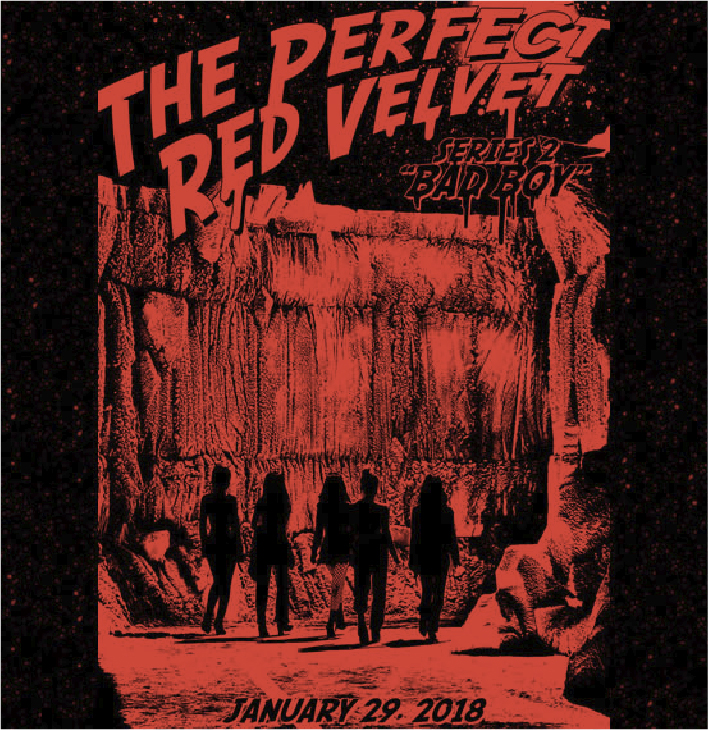 THE PERFECT
RED VELVET
SERIES 2
"BAD BOY"
JANUARY 29, 2018